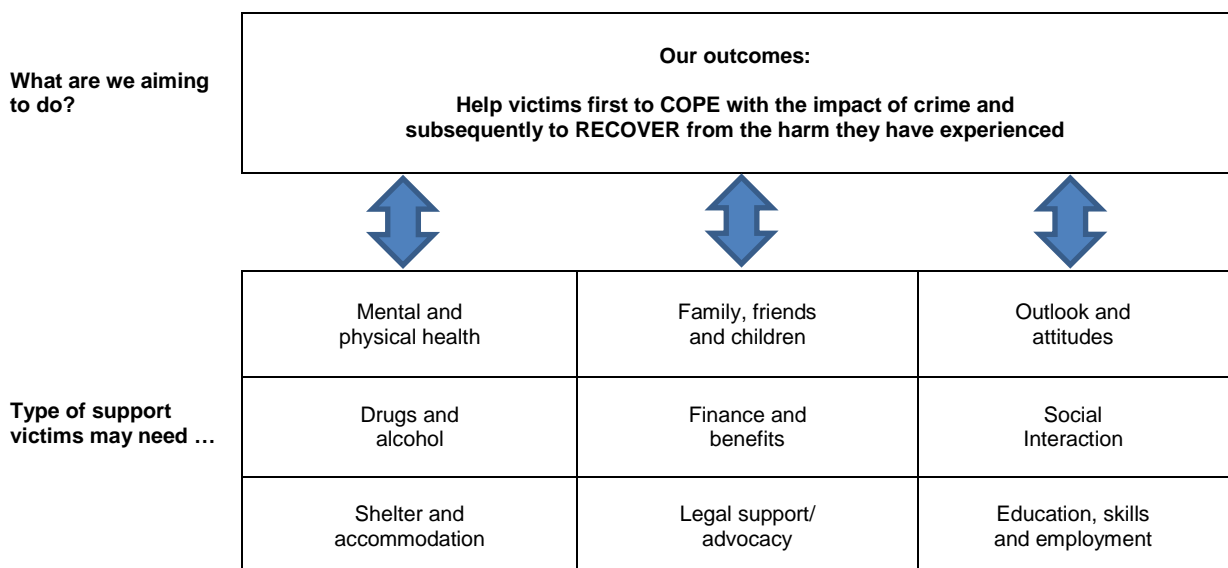 What are we aiming
to do?
Our outcomes:
Help victims first to COPE with the impact of crime and
subsequently to RECOVER from the harm they have experienced
Type of support
victims may need …
Mental and
physical health
Family, friends
and children
Outlook and
attitudes
Drugs and
alcohol
Finance and
benefits
Social
Interaction
Shelter and
accommodation
Legal support/
advocacy
Education, skills
and employment